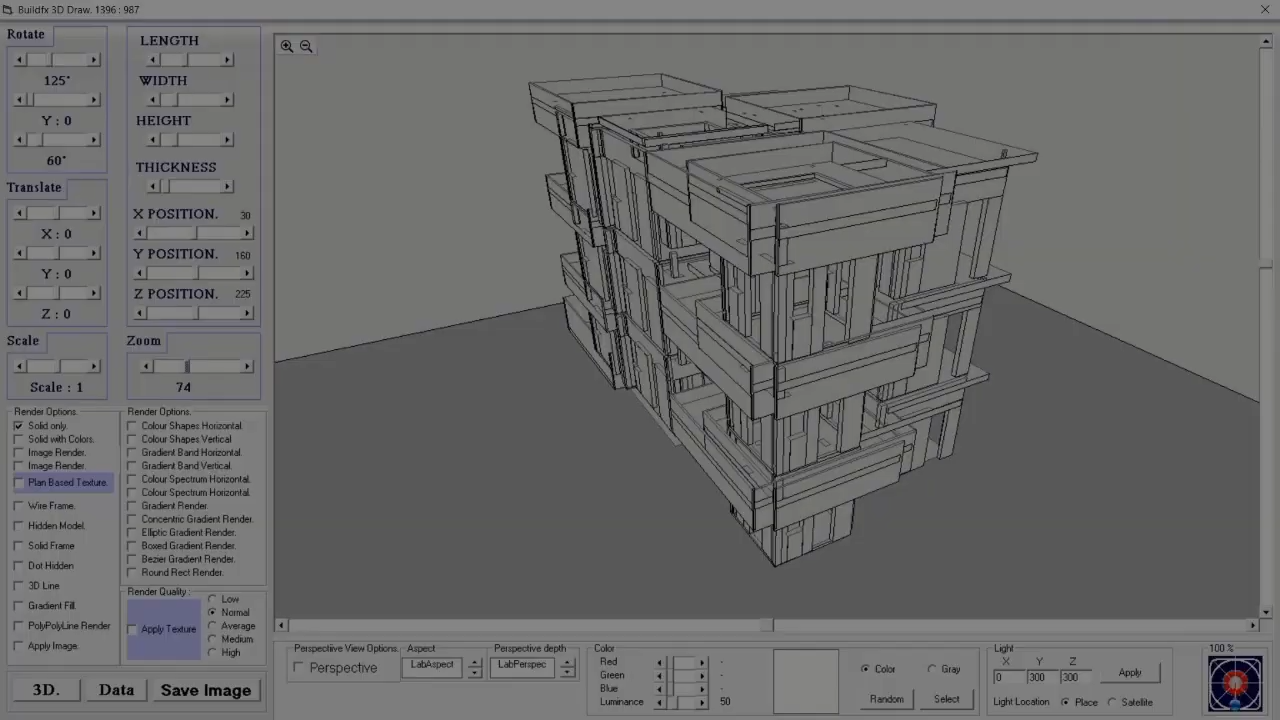 Buildfx 3D Draw. 1396 : 987
Rotate
125°
Y : 0
60°
Translate
X : 0
Y : 0
Z : 0
Scale
Scale : 1
LENGTH
WIDTH
HEIGHT
THICKNESS
X POSITION. 30
Y POSITION. 160
Z POSITION. 225
Zoom
74
Render Options.
Solid only.
Solid with Colors.
Image Render.
Image Render.
Plan Based Texture.
Wire Frame.
Hidden Model.
Solid Frame
Dot Hidden
3D Line
Gradient Fill.
PolyPolyLine Render
Apply Image.
Render Options.
Colour Shapes Horizontal
Colour Shapes Vertical
Gradient Band Horizontal.
Gradient Band Vertical.
Colour Spectrum Horizontal.
Colour Spectrum Horizontal.
Gradient Render.
Concentric Gradient Render.
Elliptic Gradient Render.
Boxed Gradient Render.
Bezier Gradient Render.
Round Rect Render.
Render Quality :
Apply Texture
Low
Normal
Average
Medium
High
3D.
Data
Save Image
Perspective View Options.
Perspective
Aspect
LabAspect
Perspective depth
LabPerspec
Color
Red -
Green -
Blue -
Luminance 50
Color
Gray
Random
Select
Light
X Y Z
0 300 300
Apply
Light Location
Place
Satellite
100 %